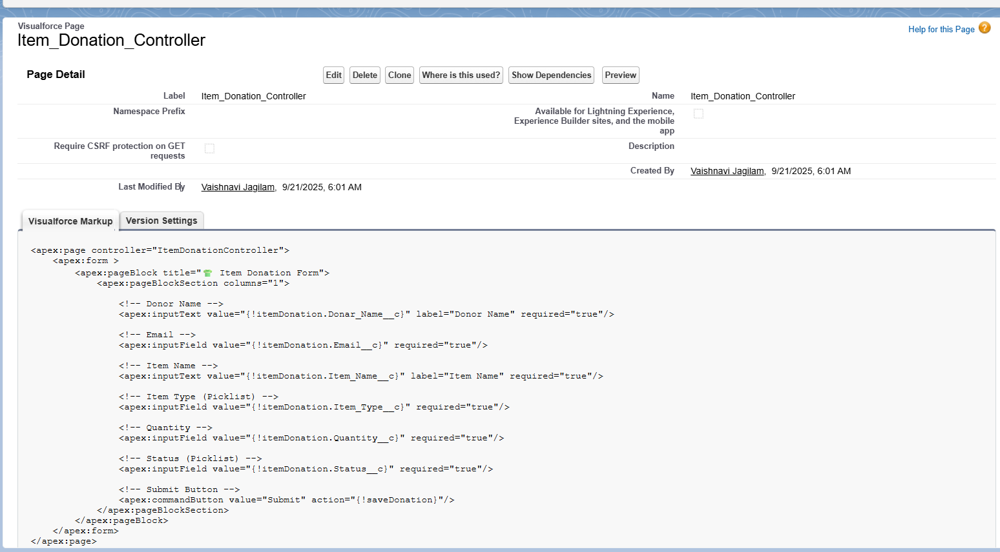 Visualforce Page
Item_Donation_Controller
Help for this Page ?
Page Detail
Edit Delete Clone Where is this used? Show Dependencies Preview
Label Item_Donation_Controller Name Item_Donation_Controller
Namespace Prefix Available for Lightning Experience,
Experience Builder sites, and the mobile
app
Require CSRF protection on GET Description
requests
Created By Vaishnavi Jagilam, 9/21/2025, 6:01 AM
Last Modified By Vaishnavi Jagilam, 9/21/2025, 6:01 AM
Visualforce Markup Version Settings
<apex:page controller="ItemDonationController">
<apex:form >
<apex:pageBlock title="👕 Item Donation Form">
<apex:pageBlockSection columns="1">
<!-- Donor Name -->
<apex:inputText value="{!itemDonation.Donar_Name__c}" label="Donor Name" required="true"/>
<!-- Email -->
<apex:inputField value="{!itemDonation.Email__c}" required="true"/>
<!-- Item Name -->
<apex:inputText value="{!itemDonation.Item_Name__c}" label="Item Name" required="true"/>
<!-- Item Type (Picklist) -->
<apex:inputField value="{!itemDonation.Item_Type__c}" required="true"/>
<!-- Quantity -->
<apex:inputField value="{!itemDonation.Quantity__c}" required="true"/>
<!-- Status (Picklist) -->
<apex:inputField value="{!itemDonation.Status__c}" required="true"/>
<!-- Submit Button -->
<apex:commandButton value="Submit" action="{!saveDonation}"/>
</apex:pageBlockSection>
</apex:pageBlock>
</apex:form>
</apex:page>